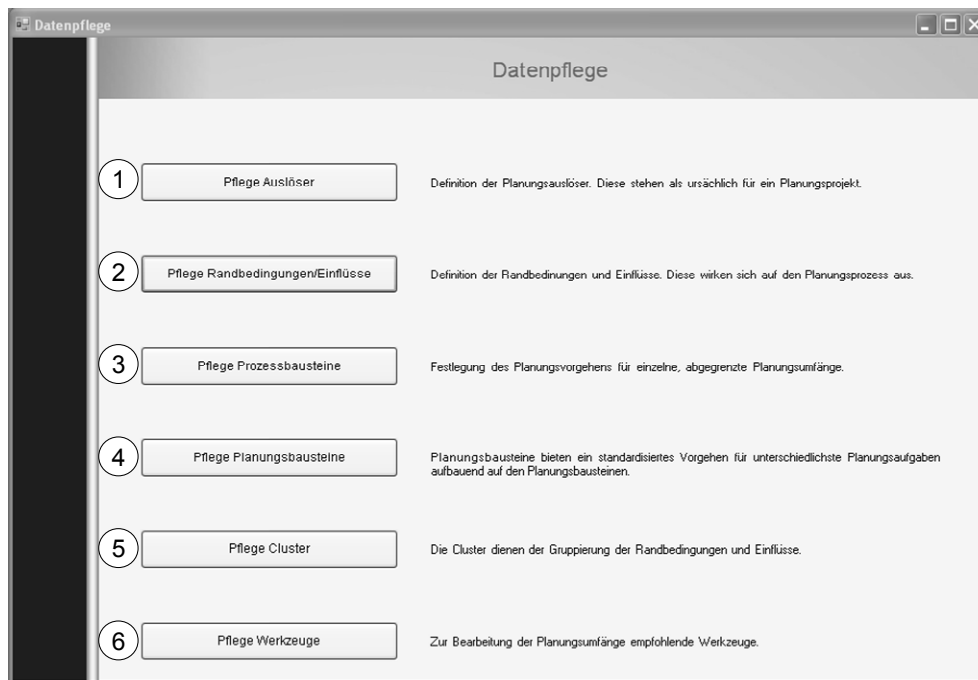 Datenpflege
Datenpflege
1 Pflege Auslöser Definition der Planungsauslöser. Diese stehen als ursächlich für ein Planungsprojekt.
2 Pflege Randbedingungen/Einflüsse Definition der Randbedinungen und Einflüsse. Diese wirken sich auf den Planungsprozess aus.
3 Pflege Prozessbausteine Festlegung des Planungsvorgehens für einzelne, abgegrenzte Planungsumfänge.
4 Pflege Planungsbausteine Planungsbausteine bieten ein standardisiertes Vorgehen für unterschiedlichste Planungsaufgaben
aufbauend auf den Planungsbausteinen.
5 Pflege Cluster Die Cluster dienen der Gruppierung der Randbedingungen und Einflüsse.
6 Pflege Werkzeuge Zur Bearbeitung der Planungsumfänge empfohlende Werkzeuge.